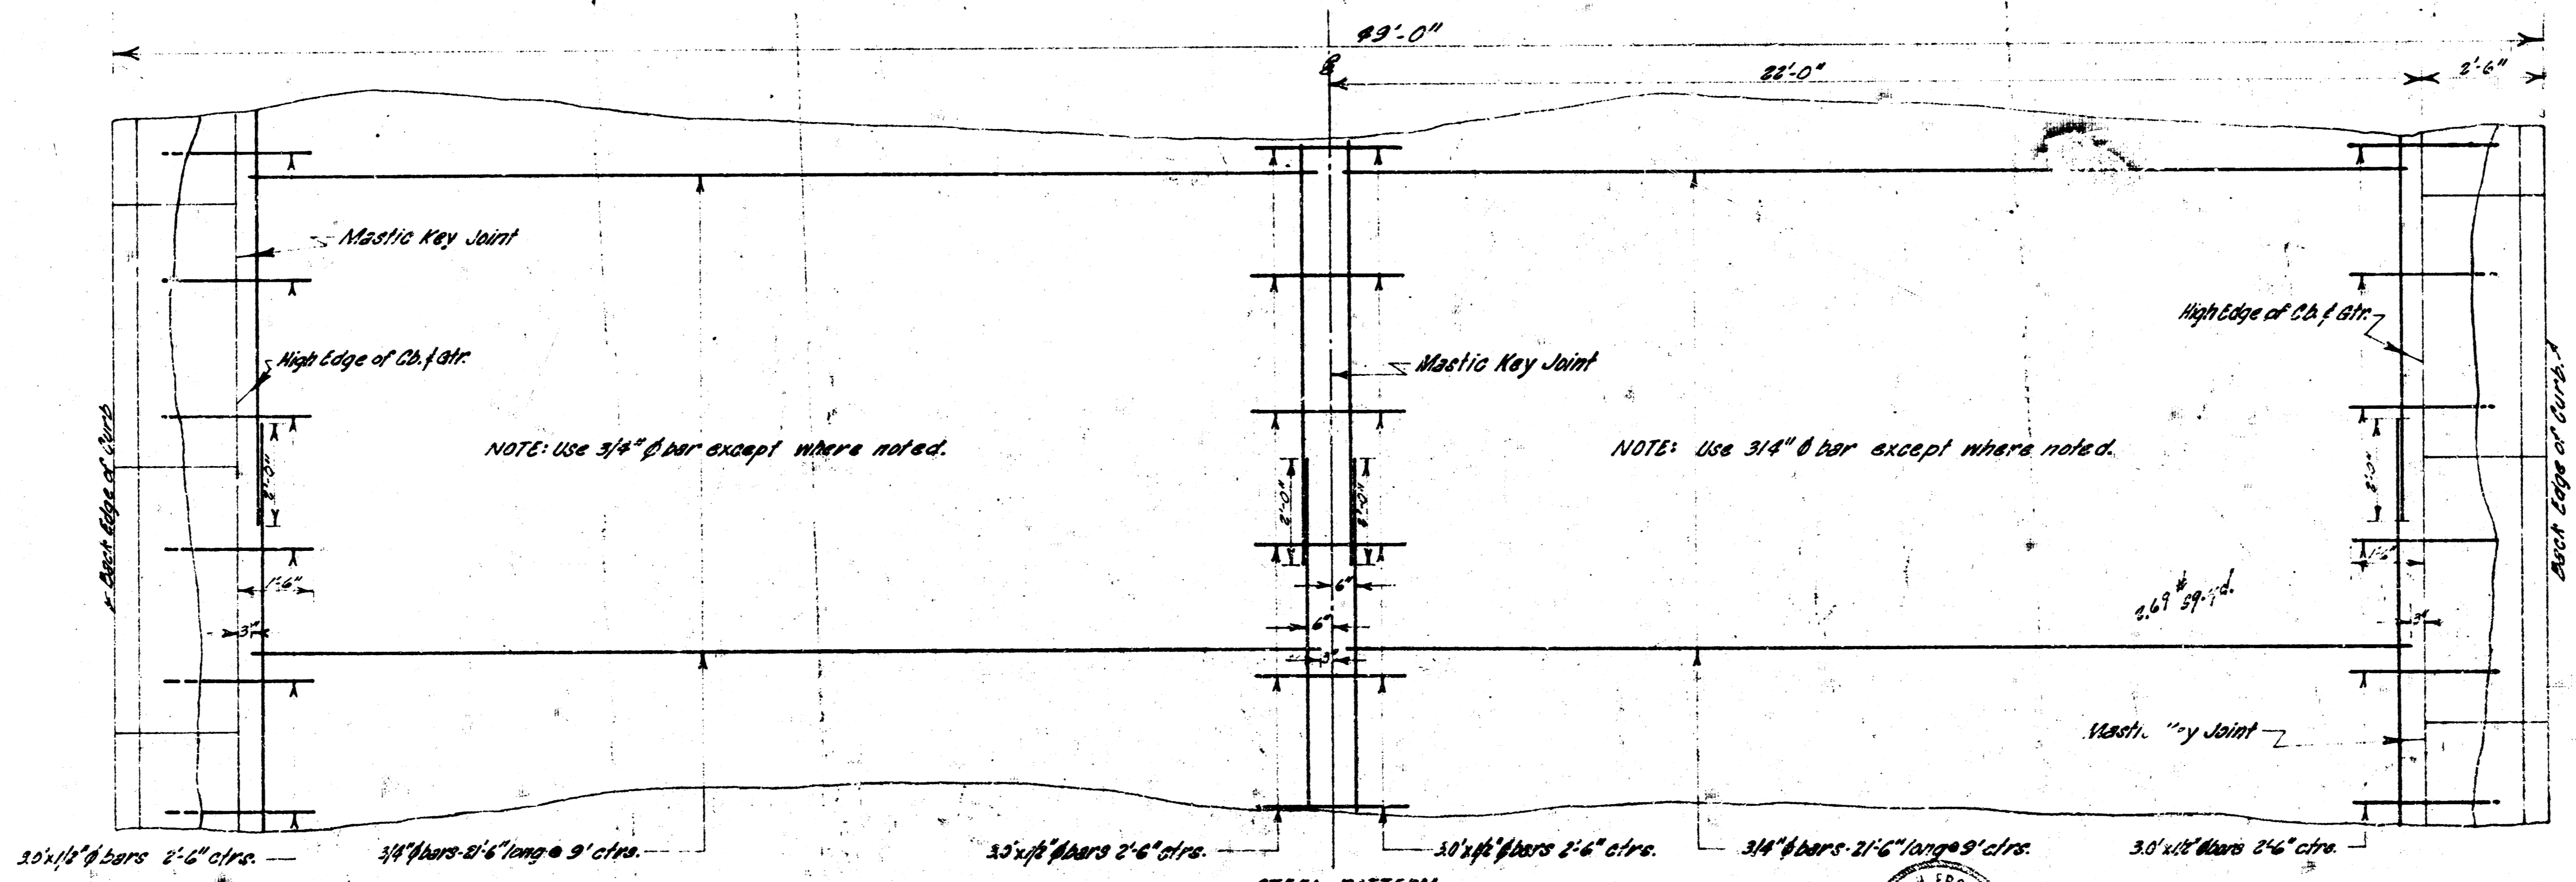 49'-0"
22'-0"
2'-6"
Mastic Key Joint
High Edge of Cb. & Gtr.
High Edge of Cb. & Gtr.
Mastic Key Joint
Back Edge of Curb
Back Edge of Curb.
NOTE: Use 3/4" ϕ bar except where noted.
NOTE: Use 3/4" ϕ bar except where noted.
2'-0"
2'-0"
2'-0"
2'-0"
1'-6"
1'-6"
6"
6"
3"
3"
3"
2.69# sq.yd.
Joint
3.0'x1/2" ϕ bars 2'-6" ctrs.
3/4" ϕ bars-21'-6" long @ 9' ctrs.
3.0'x1/2" ϕ bars 2'-6" ctrs.
3.0'x1/2" ϕ bars 2'-6" ctrs.
3/4" ϕ bars-21'-6" long @ 9' ctrs.
3.0'x1/2" ϕ bars 2'-6" ctrs.